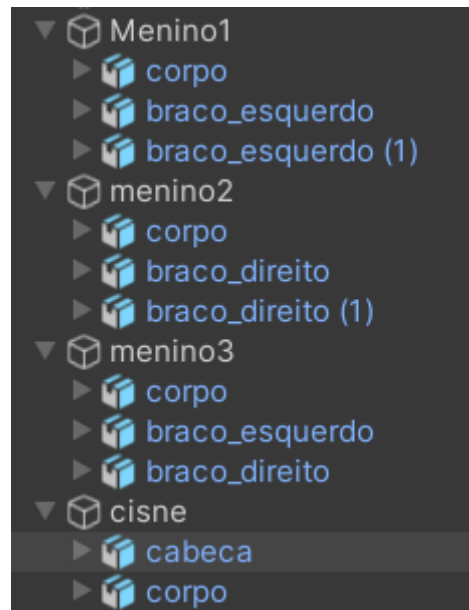 Menino1
corpo
braco_esquerdo
braco_esquerdo (1)
menino2
corpo
braco_direito
braco_direito (1)
menino3
corpo
braco_esquerdo
braco_direito
cisne
cabeca
corpo